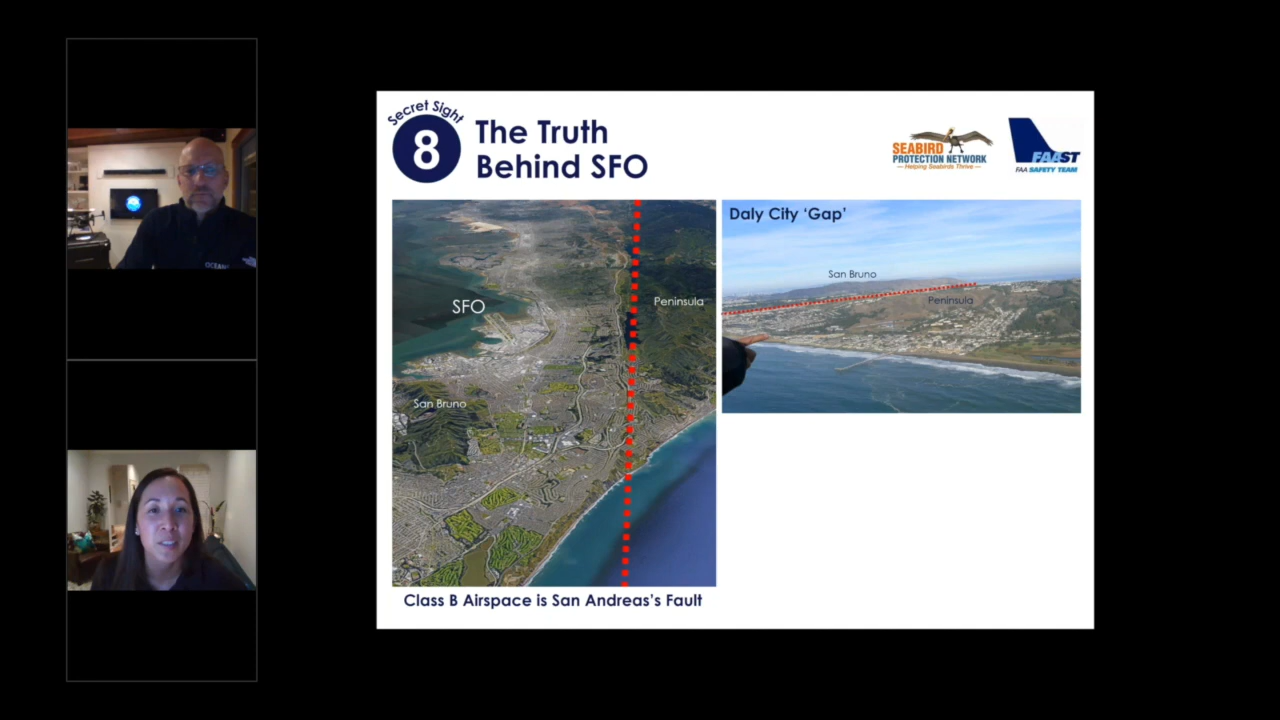 Secret Sight
8
The Truth
Behind SFO
SEABIRD
PROTECTION NETWORK
Helping Seabirds Thrive
FAAST
FAA SAFETY TEAM
SFO
Peninsula
San Bruno
Class B Airspace is San Andreas's Fault
Daly City 'Gap'
San Bruno
Peninsula